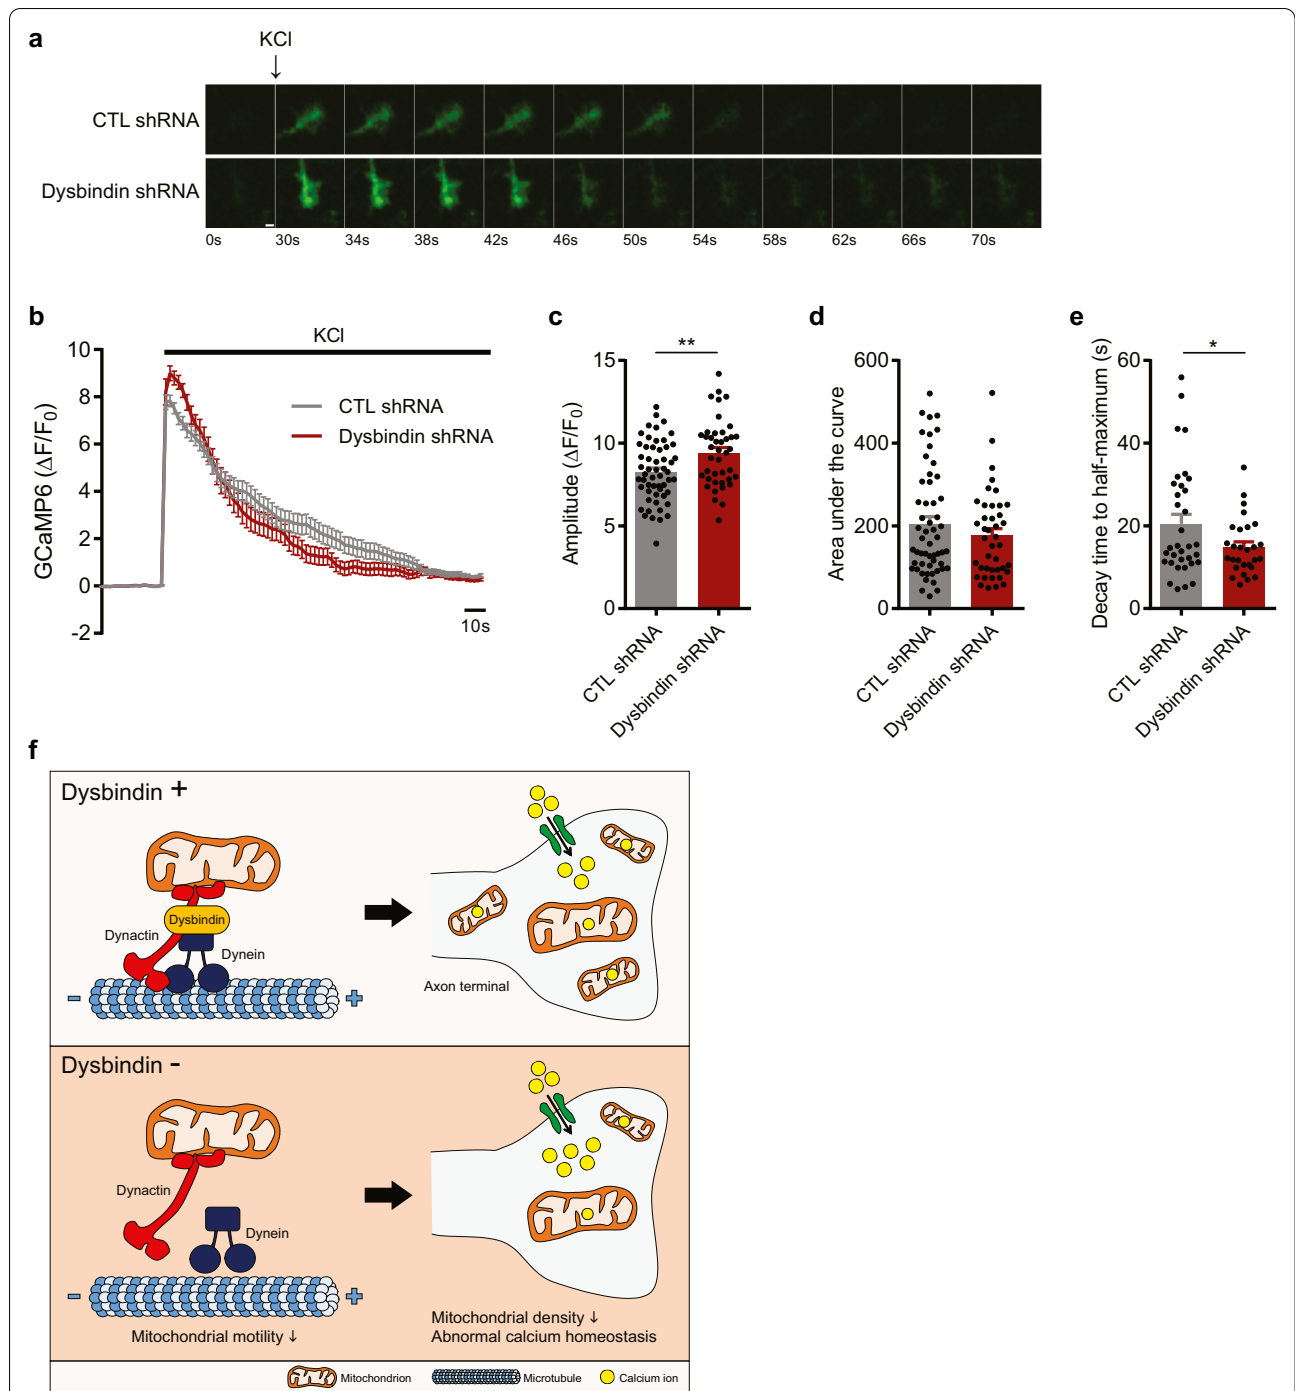 a
KCl
↓
CTL shRNA
Dysbindin shRNA
0s 30s 34s 38s 42s 46s 50s 54s 58s 62s 66s 70s
b
KCl
GCaMP6 (ΔF/F0)
10
8
6
4
2
0
-2
CTL shRNA
Dysbindin shRNA
10s
c
Amplitude (ΔF/F0)
15
10
5
0
**
CTL shRNA
Dysbindin shRNA
d
Area under the curve
600
400
200
0
CTL shRNA
Dysbindin shRNA
e
Decay time to half-maximum (s)
60
40
20
0
*
CTL shRNA
Dysbindin shRNA
f
Dysbindin +
Dysbindin
Dynactin
Dynein
- +
Axon terminal
Dysbindin -
Dynactin
Dynein
- +
Mitochondrial motility ↓
Mitochondrial density ↓
Abnormal calcium homeostasis
Mitochondrion Microtubule Calcium ion